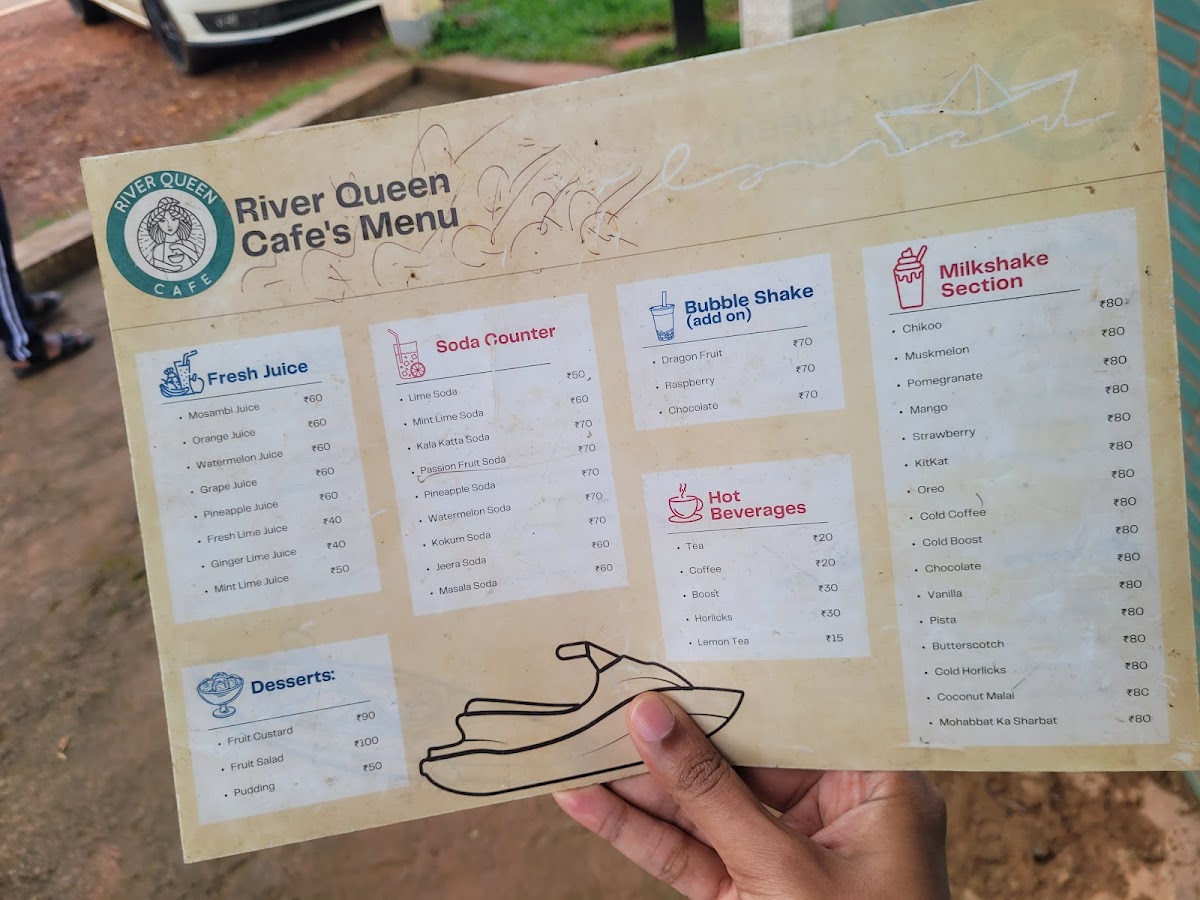 RIVER QUEEN
CAFE
River Queen
Cafe's Menu
Fresh Juice
• Mosambi Juice ₹60
• Orange Juice ₹60
• Watermelon Juice ₹60
• Grape Juice ₹60
• Pineapple Juice ₹60
• Fresh Lime Juice ₹40
• Ginger Lime Juice ₹40
• Mint Lime Juice ₹50
Desserts:
• Fruit Custard ₹90
• Fruit Salad ₹100
• Pudding ₹50
Soda Counter
• Lime Soda ₹50
• Mint Lime Soda ₹60
• Kala Katta Soda ₹70
• Passion Fruit Soda ₹70
• Pineapple Soda ₹70
• Watermelon Soda ₹70
• Kokum Soda ₹70
• Jeera Soda ₹60
• Masala Soda ₹60
Bubble Shake
(add on)
• Dragon Fruit ₹70
• Raspberry ₹70
• Chocolate ₹70
Hot
Beverages
• Tea ₹20
• Coffee ₹20
• Boost ₹30
• Horlicks ₹30
• Lemon Tea ₹15
Milkshake
Section
• Chikoo ₹80
• Muskmelon ₹80
• Pomegranate ₹80
• Mango ₹80
• Strawberry ₹80
• KitKat ₹80
• Oreo ₹80
• Cold Coffee ₹80
• Cold Boost ₹80
• Chocolate ₹80
• Vanilla ₹80
• Pista ₹80
• Butterscotch ₹80
• Cold Horlicks ₹80
• Coconut Malai ₹80
• Mohabbat Ka Sharbat ₹80